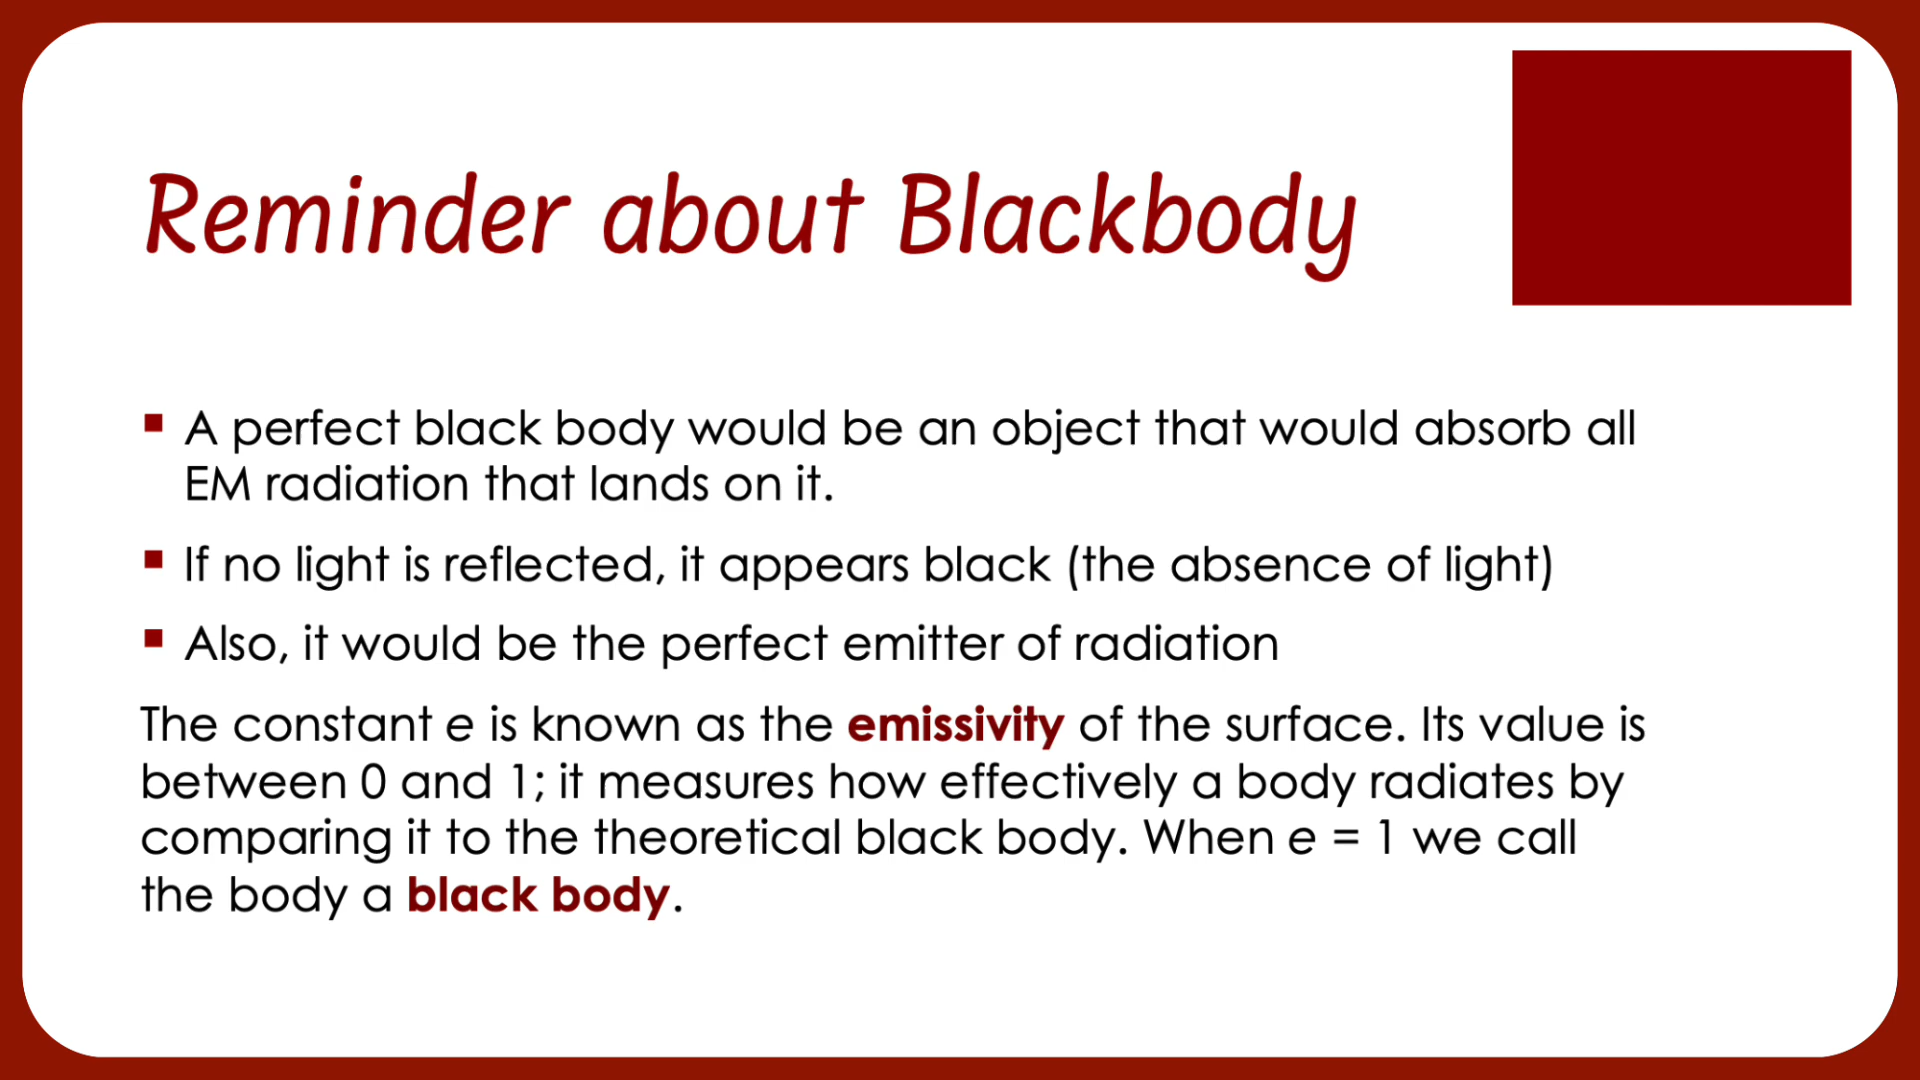 Reminder about Blackbody
▪ A perfect black body would be an object that would absorb all
EM radiation that lands on it.
▪ If no light is reflected, it appears black (the absence of light)
▪ Also, it would be the perfect emitter of radiation
The constant e is known as the emissivity of the surface. Its value is
between 0 and 1; it measures how effectively a body radiates by
comparing it to the theoretical black body. When e = 1 we call
the body a black body.